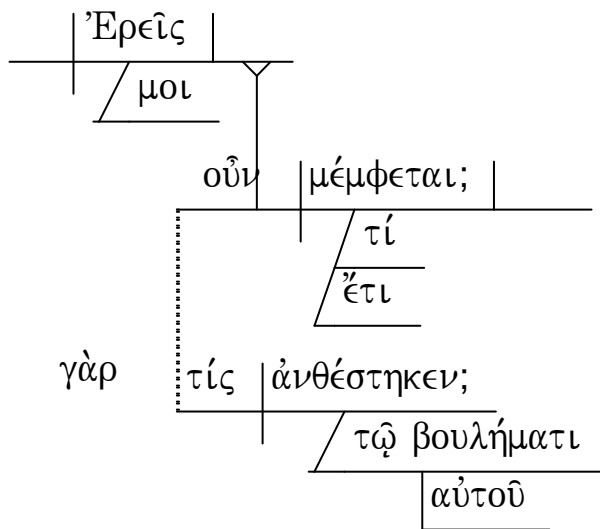 Ἐρεῖς
μοι
οὖν μέμφεται;
τί
ἔτι
γὰρ τίς ἀνθέστηκεν;
τῷ βουλήματι
αὐτοῦ